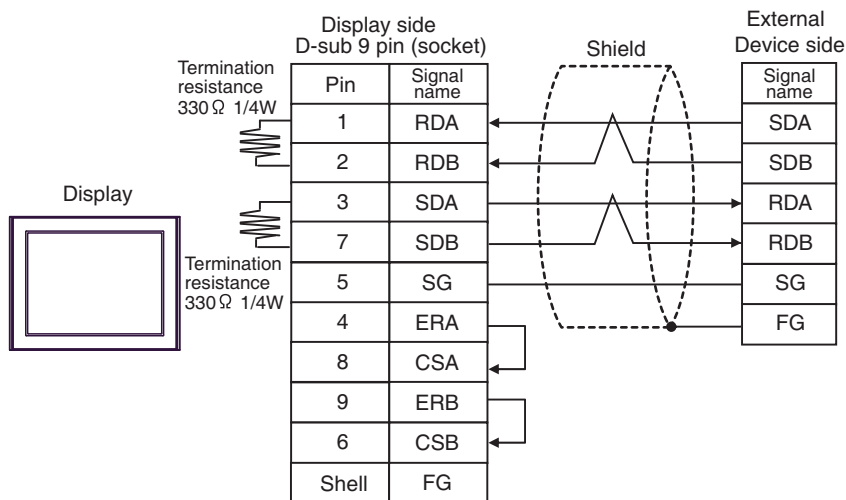 Display side
D-sub 9 pin (socket)
Shield
External
Device side
Termination
resistance
330Ω 1/4W
Pin
Signal
name
Signal
name
1
RDA
SDA
2
RDB
SDB
Display
3
SDA
RDA
7
SDB
RDB
Termination
resistance
330Ω 1/4W
5
SG
SG
4
ERA
FG
8
CSA
9
ERB
6
CSB
Shell
FG